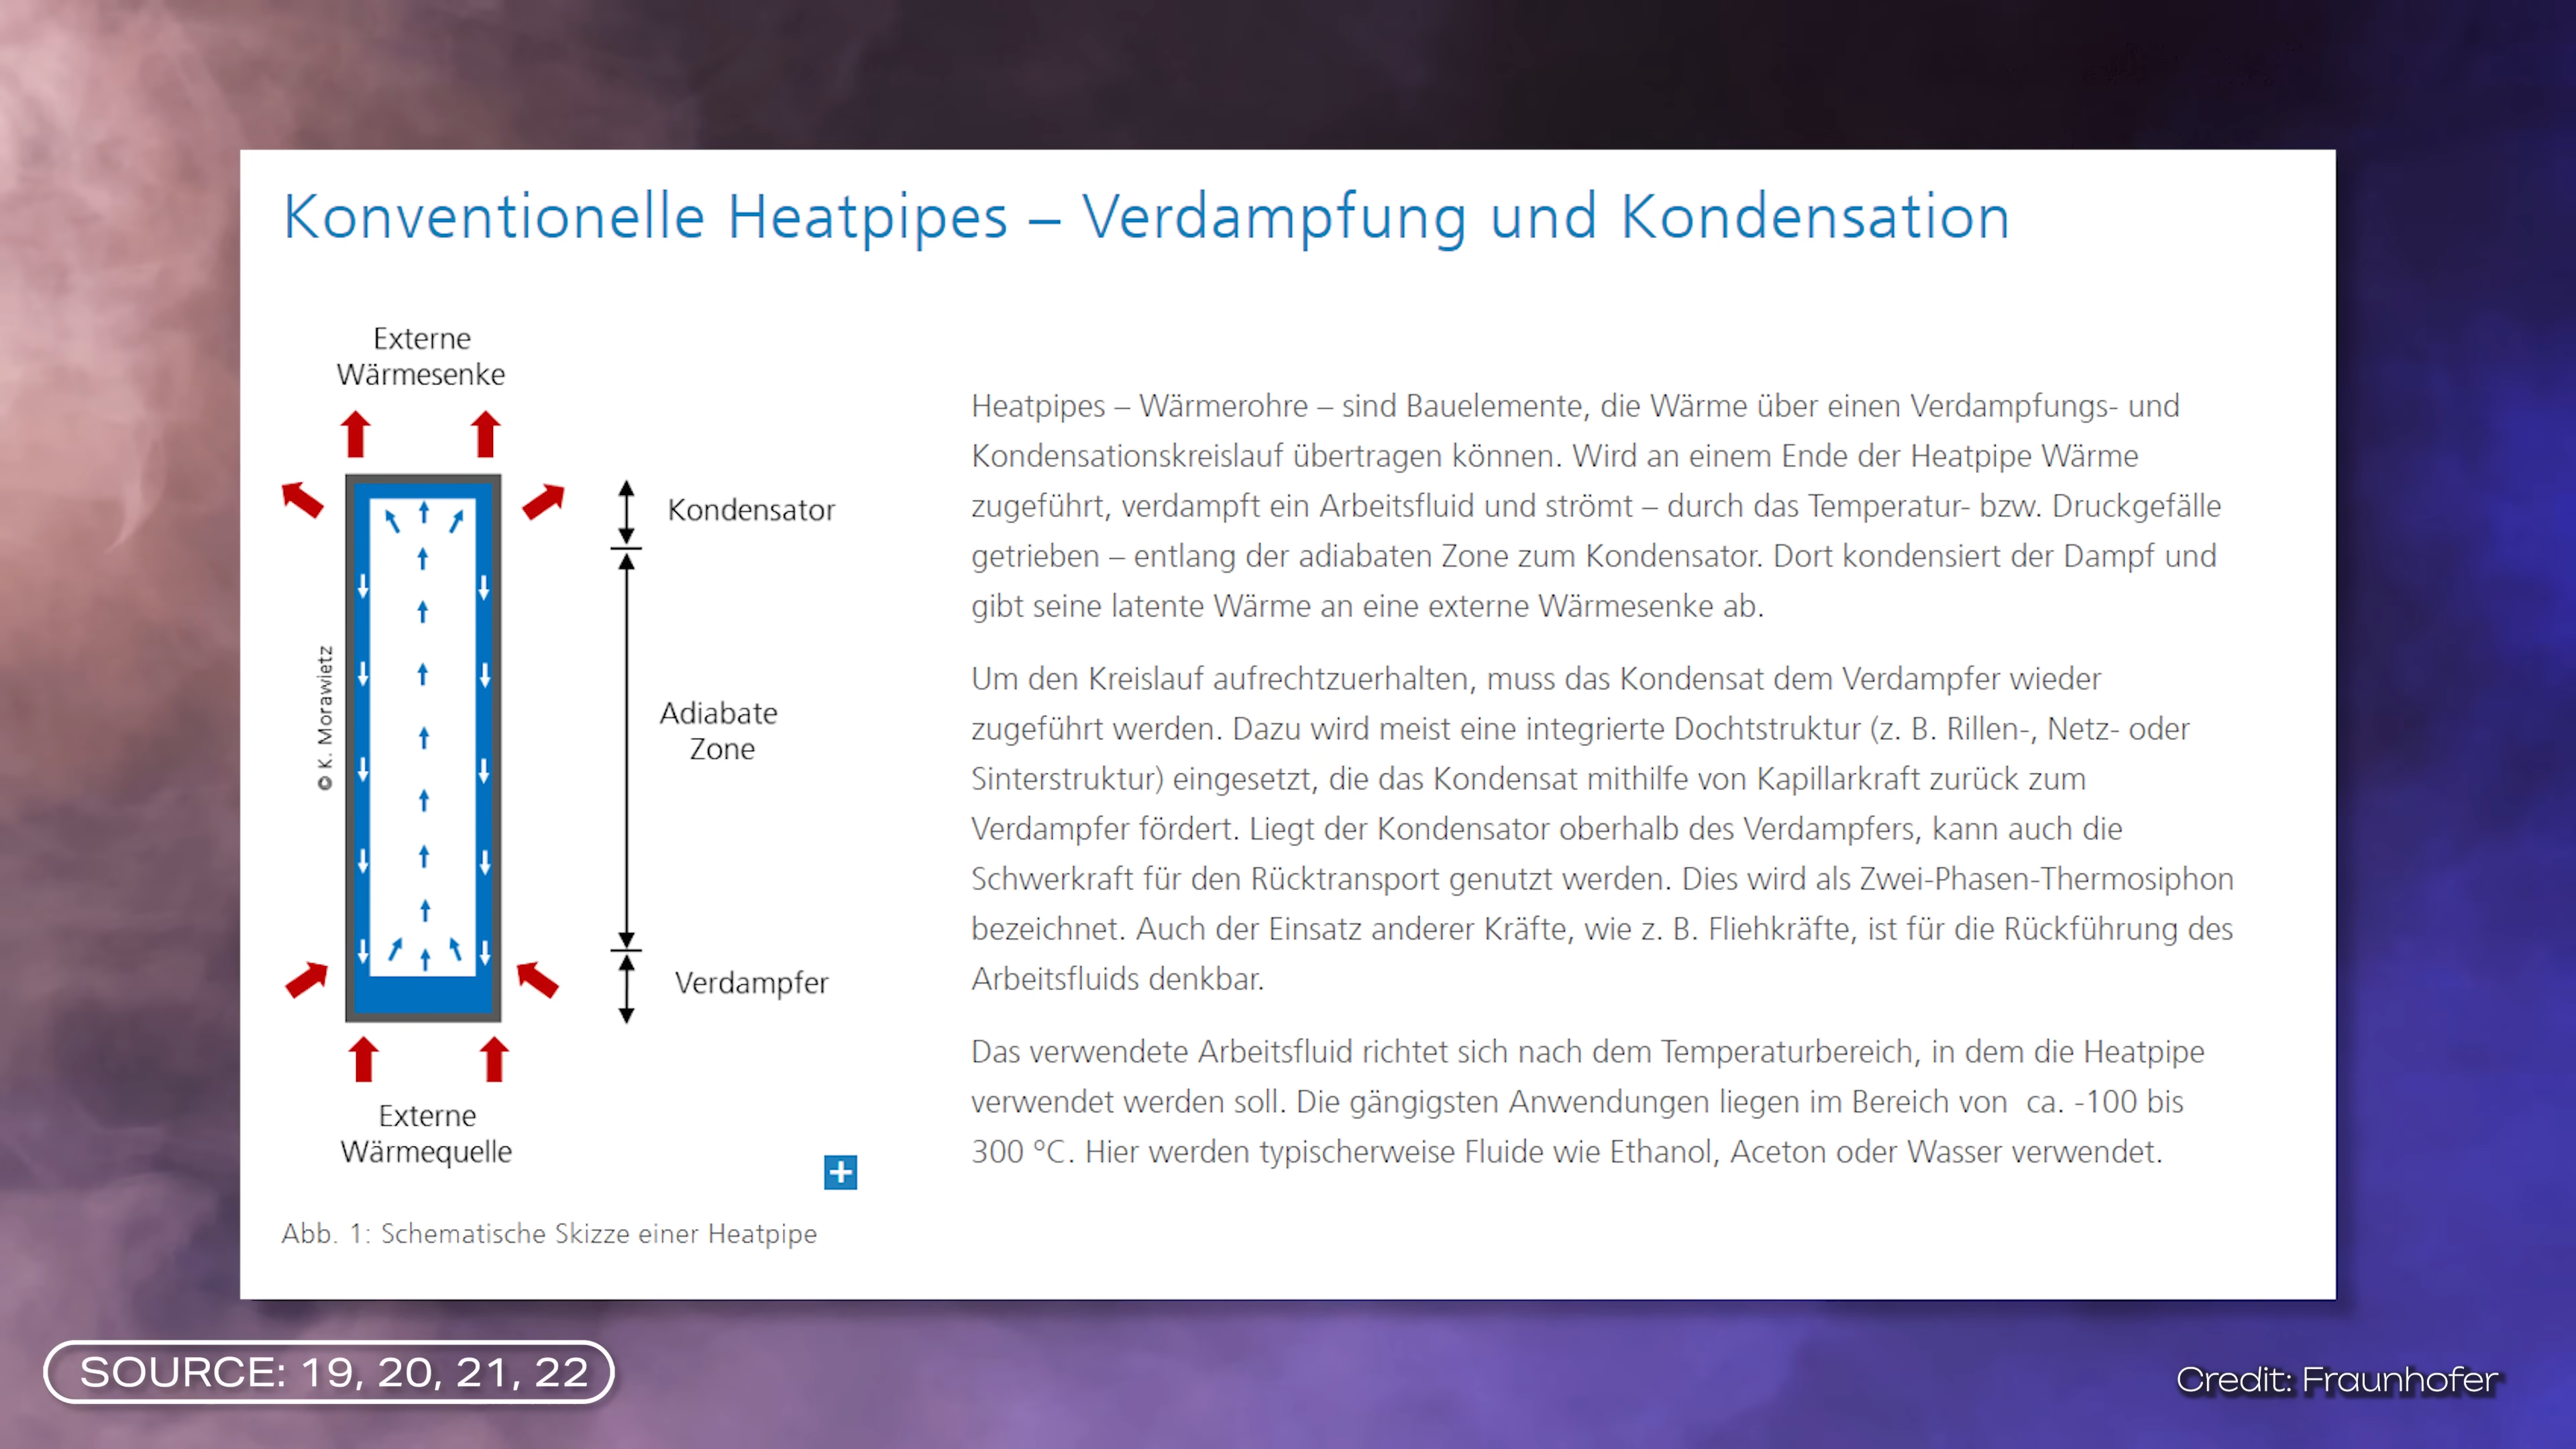 Konventionelle Heatpipes – Verdampfung und Kondensation
Externe
Wärmesenke
Kondensator
Adiabate
Zone
Verdampfer
© K. Morawietz
Externe
Wärmequelle
Abb. 1: Schematische Skizze einer Heatpipe
Heatpipes – Wärmerohre – sind Bauelemente, die Wärme über einen Verdampfungs- und
Kondensationskreislauf übertragen können. Wird an einem Ende der Heatpipe Wärme
zugeführt, verdampft ein Arbeitsfluid und strömt – durch das Temperatur- bzw. Druckgefälle
getrieben – entlang der adiabaten Zone zum Kondensator. Dort kondensiert der Dampf und
gibt seine latente Wärme an eine externe Wärmesenke ab.
Um den Kreislauf aufrechtzuerhalten, muss das Kondensat dem Verdampfer wieder
zugeführt werden. Dazu wird meist eine integrierte Dochtstruktur (z. B. Rillen-, Netz- oder
Sinterstruktur) eingesetzt, die das Kondensat mithilfe von Kapillarkraft zurück zum
Verdampfer fördert. Liegt der Kondensator oberhalb des Verdampfers, kann auch die
Schwerkraft für den Rücktransport genutzt werden. Dies wird als Zwei-Phasen-Thermosiphon
bezeichnet. Auch der Einsatz anderer Kräfte, wie z. B. Fliehkräfte, ist für die Rückführung des
Arbeitsfluids denkbar.
Das verwendete Arbeitsfluid richtet sich nach dem Temperaturbereich, in dem die Heatpipe
verwendet werden soll. Die gängigsten Anwendungen liegen im Bereich von ca. -100 bis
300 °C. Hier werden typischerweise Fluide wie Ethanol, Aceton oder Wasser verwendet.
SOURCE: 19, 20, 21, 22
Credit: Fraunhofer